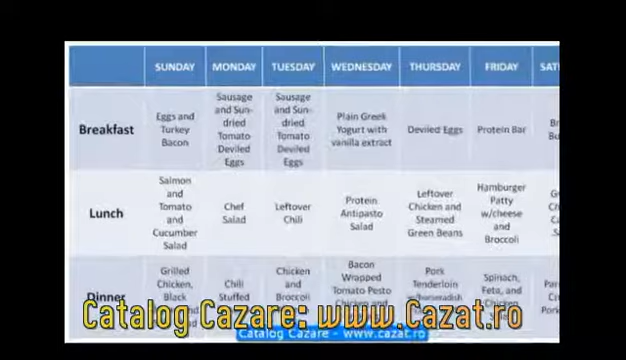 SUNDAY MONDAY TUESDAY WEDNESDAY THURSDAY FRIDAY
Breakfast
Eggs and
Turkey
Bacon
Sausage
and Sun-
dried
Tomato
Deviled
Eggs
Sausage
and Sun-
dried
Tomato
Deviled
Eggs
Plain Greek
Yogurt with
vanilla extract
Deviled Eggs
Protein Bar
Lunch
Salmon
and
Tomato
and
Cucumber
Salad
Chef
Salad
Leftover
Chili
Protein
Antipasto
Salad
Leftover
Chicken and
Steamed
Green Beans
Hamburger
Patty
w/cheese
and
Broccoli
Dinner
Grilled
Chicken,
Black
Chili
Stuffed
Chicken
and
Broccoli
Bacon
Wrapped
Tomato Pesto
Chicken and
Pork
Tenderloin
Spinach,
Feta, and
Chicken
Catalog Cazare: www.Cazat.ro
Catalog Cazare - www.cazat.ro